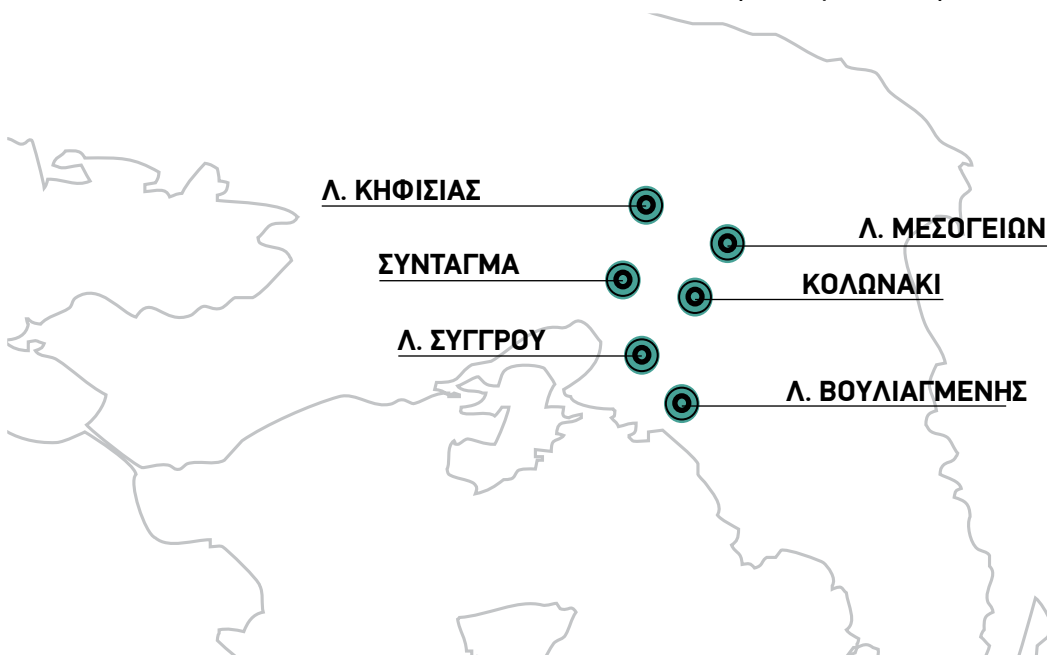 Λ. ΚΗΦΙΣΙΑΣ
Λ. ΜΕΣΟΓΕΙΩΝ
ΣΥΝΤΑΓΜΑ
ΚΟΛΩΝΑΚΙ
Λ. ΣΥΓΓΡΟΥ
Λ. ΒΟΥΛΙΑΓΜΕΝΗΣ